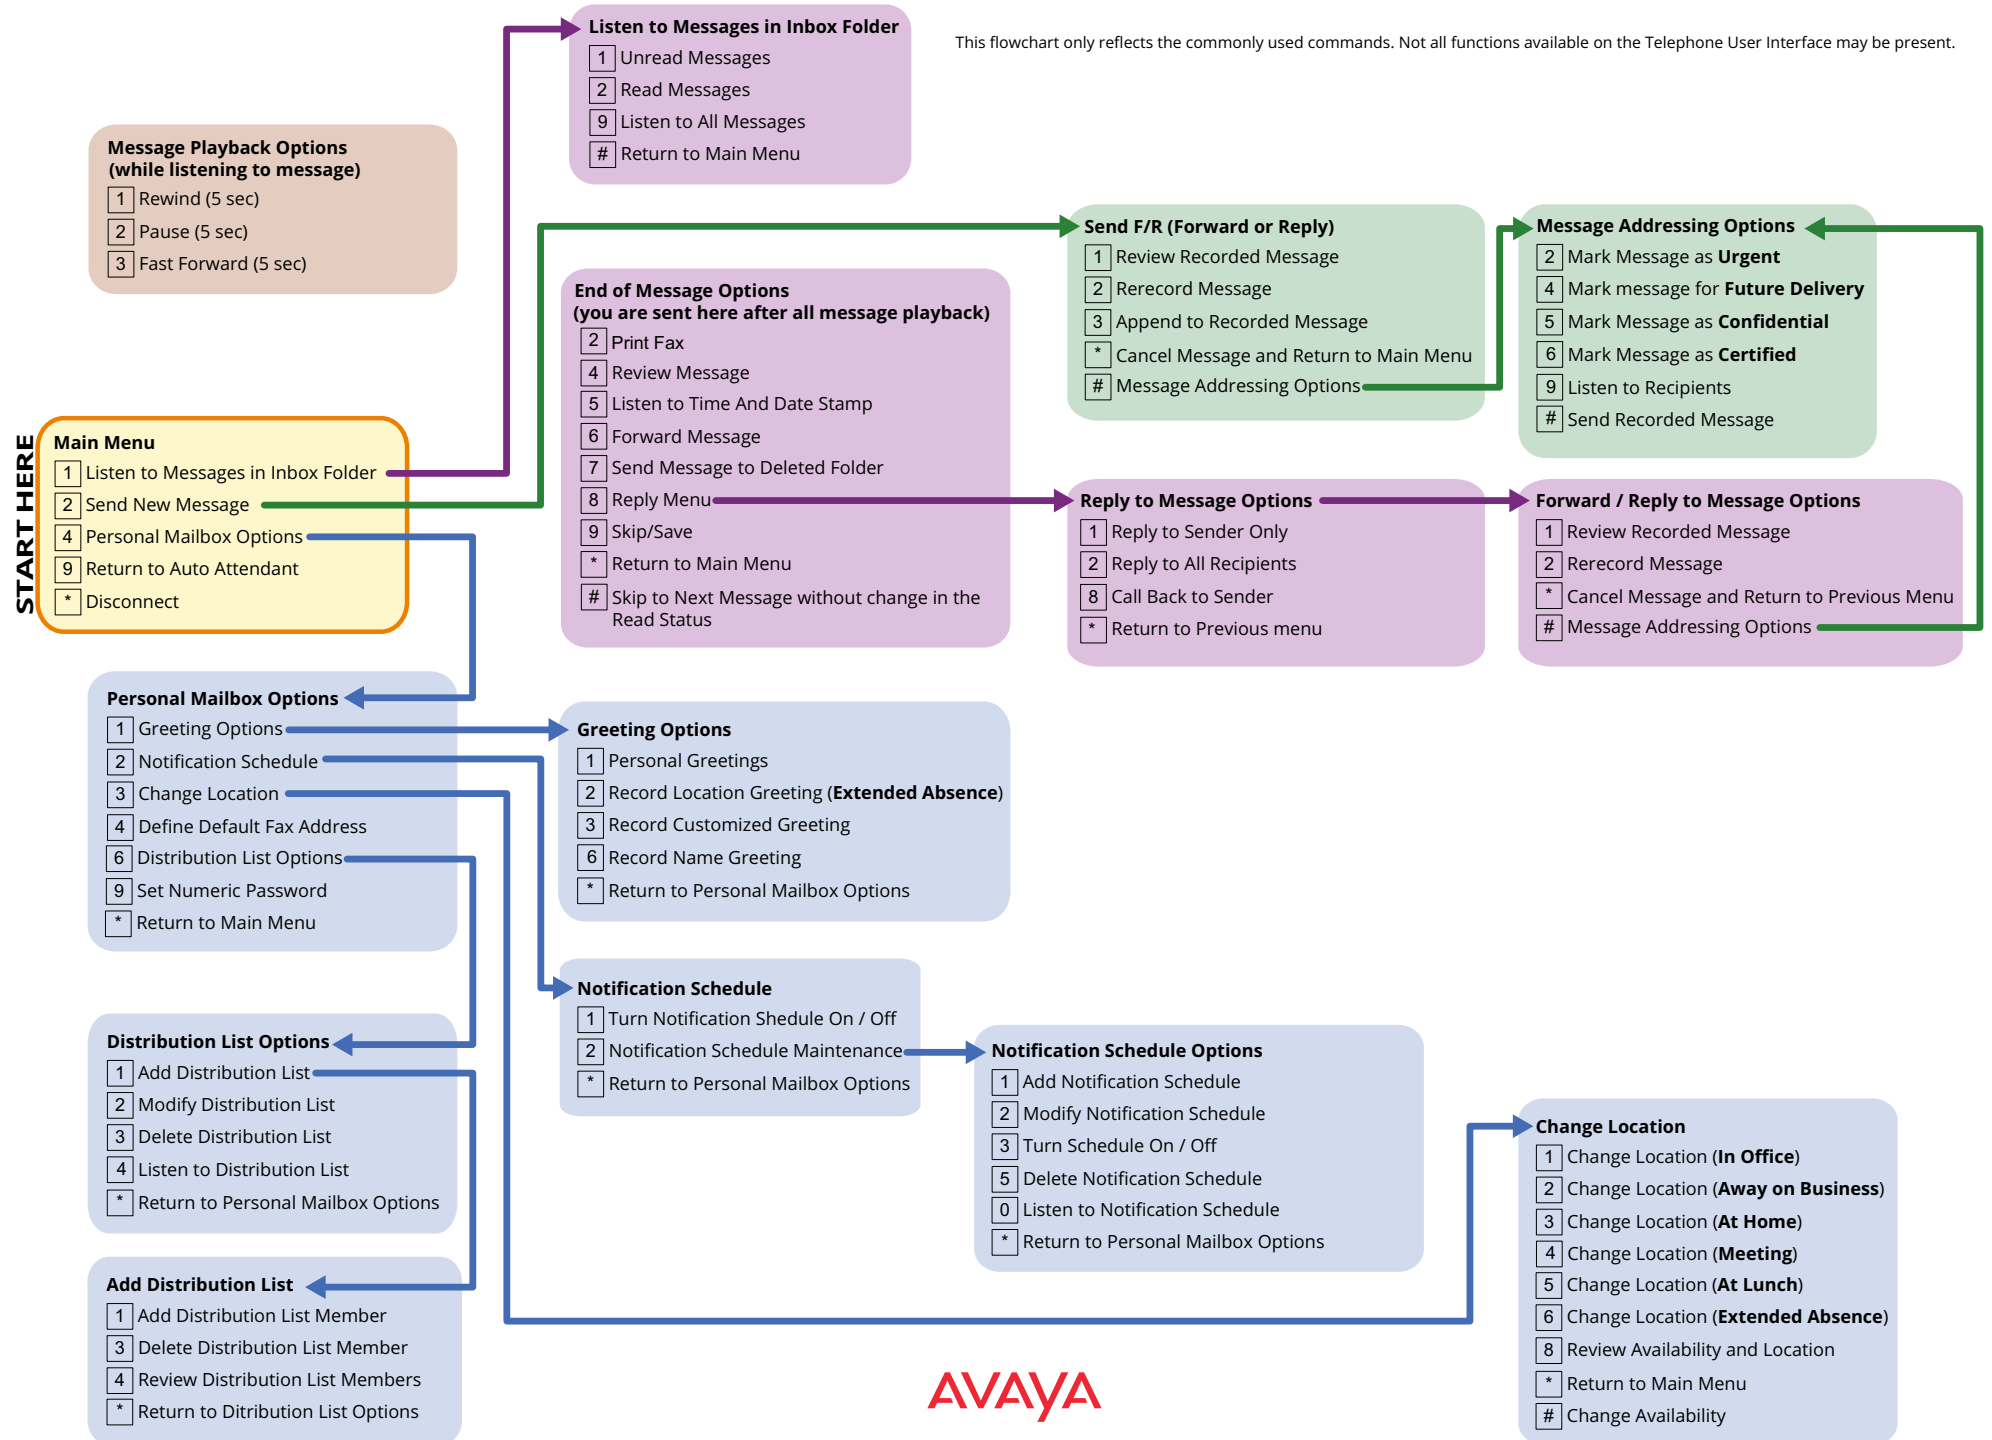 This flowchart only reflects the commonly used commands. Not all functions available on the Telephone User Interface may be present.
Listen to Messages in Inbox Folder
1 Unread Messages
2 Read Messages
9 Listen to All Messages
# Return to Main Menu
Message Playback Options
(while listening to message)
1 Rewind (5 sec)
2 Pause (5 sec)
3 Fast Forward (5 sec)
START HERE
Main Menu
1 Listen to Messages in Inbox Folder
2 Send New Message
4 Personal Mailbox Options
9 Return to Auto Attendant
* Disconnect
End of Message Options
(you are sent here after all message playback)
2 Print Fax
4 Review Message
5 Listen to Time And Date Stamp
6 Forward Message
7 Send Message to Deleted Folder
8 Reply Menu
9 Skip/Save
* Return to Main Menu
# Skip to Next Message without change in the
Read Status
Send F/R (Forward or Reply)
1 Review Recorded Message
2 Rerecord Message
3 Append to Recorded Message
* Cancel Message and Return to Main Menu
# Message Addressing Options
Message Addressing Options
2 Mark Message as Urgent
4 Mark message for Future Delivery
5 Mark Message as Confidential
6 Mark Message as Certified
9 Listen to Recipients
# Send Recorded Message
Reply to Message Options
1 Reply to Sender Only
2 Reply to All Recipients
8 Call Back to Sender
* Return to Previous menu
Forward / Reply to Message Options
1 Review Recorded Message
2 Rerecord Message
* Cancel Message and Return to Previous Menu
# Message Addressing Options
Personal Mailbox Options
1 Greeting Options
2 Notification Schedule
3 Change Location
4 Define Default Fax Address
6 Distribution List Options
9 Set Numeric Password
* Return to Main Menu
Greeting Options
1 Personal Greetings
2 Record Location Greeting (Extended Absence)
3 Record Customized Greeting
6 Record Name Greeting
* Return to Personal Mailbox Options
Notification Schedule
1 Turn Notification Shedule On / Off
2 Notification Schedule Maintenance
* Return to Personal Mailbox Options
Notification Schedule Options
1 Add Notification Schedule
2 Modify Notification Schedule
3 Turn Schedule On / Off
5 Delete Notification Schedule
0 Listen to Notification Schedule
* Return to Personal Mailbox Options
Distribution List Options
1 Add Distribution List
2 Modify Distribution List
3 Delete Distribution List
4 Listen to Distribution List
* Return to Personal Mailbox Options
Add Distribution List
1 Add Distribution List Member
3 Delete Distribution List Member
4 Review Distribution List Members
* Return to Ditribution List Options
Change Location
1 Change Location (In Office)
2 Change Location (Away on Business)
3 Change Location (At Home)
4 Change Location (Meeting)
5 Change Location (At Lunch)
6 Change Location (Extended Absence)
8 Review Availability and Location
* Return to Main Menu
# Change Availability
AVAYA